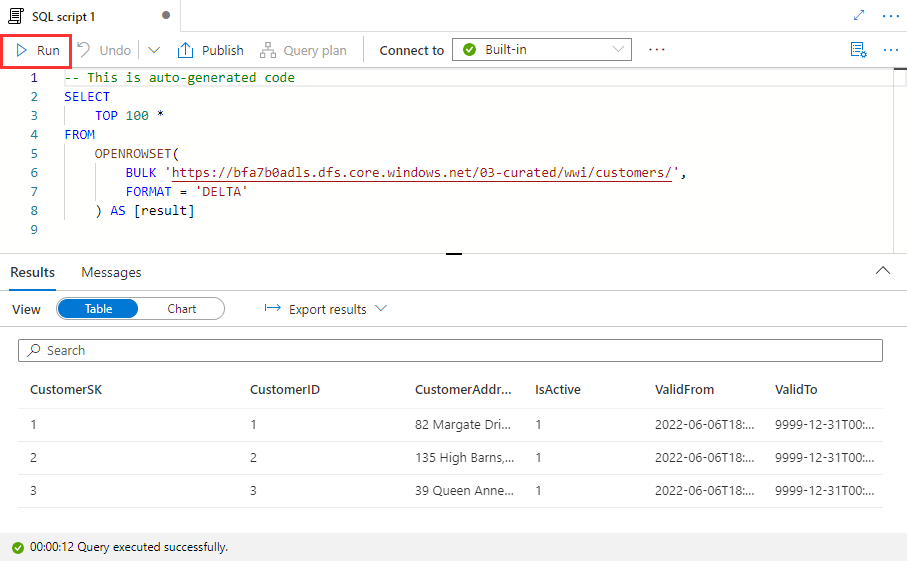 SQL script 1
Run Undo Publish Query plan Connect to Built-in
1 -- This is auto-generated code
2 SELECT
3 TOP 100 *
4 FROM
5 OPENROWSET(
6 BULK 'https://bfa7b0adls.dfs.core.windows.net/03-curated/wwi/customers/',
7 FORMAT = 'DELTA'
8 ) AS [result]
9
Results Messages
View Table Chart Export results
Search
CustomerSK CustomerID CustomerAddr... IsActive ValidFrom ValidTo
1 1 82 Margate Dri... 1 2022-06-06T18:... 9999-12-31T00:...
2 2 135 High Barns,... 1 2022-06-06T18:... 9999-12-31T00:...
3 3 39 Queen Anne... 1 2022-06-06T18:... 9999-12-31T00:...
00:00:12 Query executed successfully.